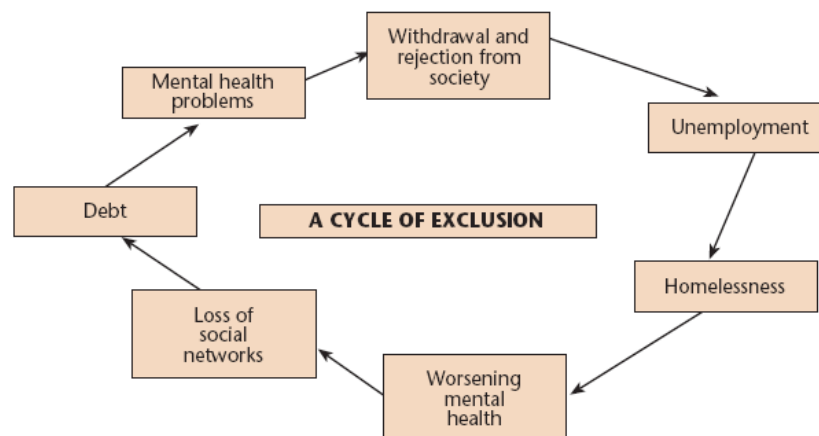 Withdrawal and
rejection from
society
Mental health
problems
Unemployment
Debt
A CYCLE OF EXCLUSION
Homelessness
Loss of
social
networks
Worsening
mental
health